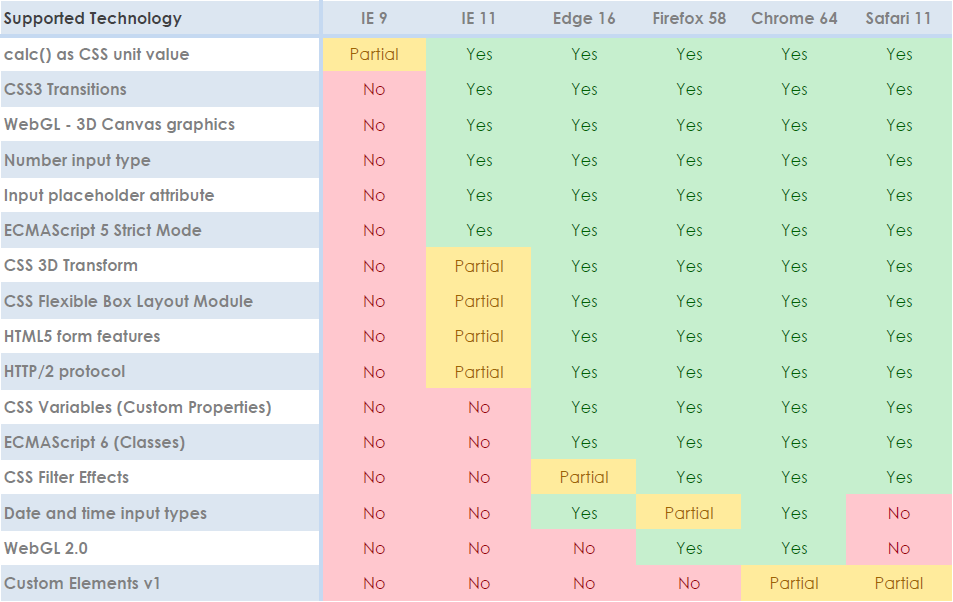 Supported Technology IE 9 IE 11 Edge 16 Firefox 58 Chrome 64 Safari 11
calc() as CSS unit value Partial Yes Yes Yes Yes Yes
CSS3 Transitions No Yes Yes Yes Yes Yes
WebGL - 3D Canvas graphics No Yes Yes Yes Yes Yes
Number input type No Yes Yes Yes Yes Yes
Input placeholder attribute No Yes Yes Yes Yes Yes
ECMAScript 5 Strict Mode No Yes Yes Yes Yes Yes
CSS 3D Transform No Partial Yes Yes Yes Yes
CSS Flexible Box Layout Module No Partial Yes Yes Yes Yes
HTML5 form features No Partial Yes Yes Yes Yes
HTTP/2 protocol No Partial Yes Yes Yes Yes
CSS Variables (Custom Properties) No No Yes Yes Yes Yes
ECMAScript 6 (Classes) No No Yes Yes Yes Yes
CSS Filter Effects No No Partial Yes Yes Yes
Date and time input types No No Yes Partial Yes No
WebGL 2.0 No No No Yes Yes No
Custom Elements v1 No No No No Partial Partial